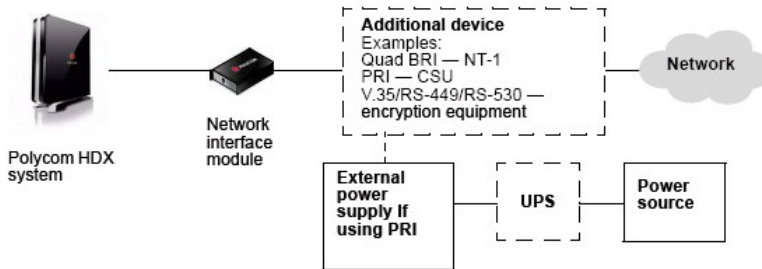 Additional device
Examples:
Quad BRI — NT-1
PRI — CSU
V.35/RS-449/RS-530 —
encryption equipment
Network
POLYCOM
Network
interface
module
Polycom HDX
system
External
power
supply If
using PRI
UPS
Power
source